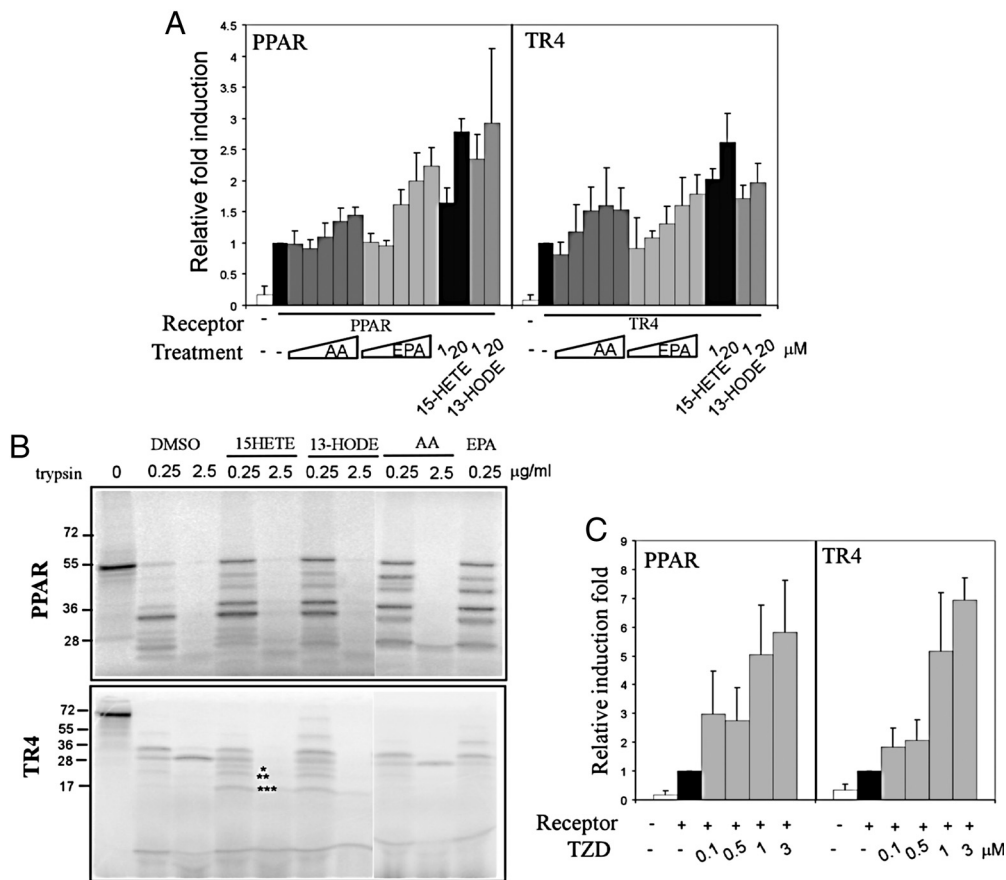 A
PPAR
TR4
Relative fold induction
4.5
4
3.5
3
2.5
2
1.5
1
0.5
0
Receptor - PPAR - TR4
Treatment - - AA EPA 1 20 1 20 - - AA EPA 1 20 1 20 μM
15-HETE 13-HODE 15-HETE 13-HODE
B
DMSO 15HETE 13-HODE AA EPA
trypsin 0 0.25 2.5 0.25 2.5 0.25 2.5 0.25 2.5 0.25 μg/ml
PPAR
72
55
36
28
TR4
72
55
36
28
17
*
**
***
C
PPAR
TR4
Relative induction fold
9
8
7
6
5
4
3
2
1
0
Receptor - + + + + + - + + + + +
TZD - - 0.1 0.5 1 3 - - 0.1 0.5 1 3 μM